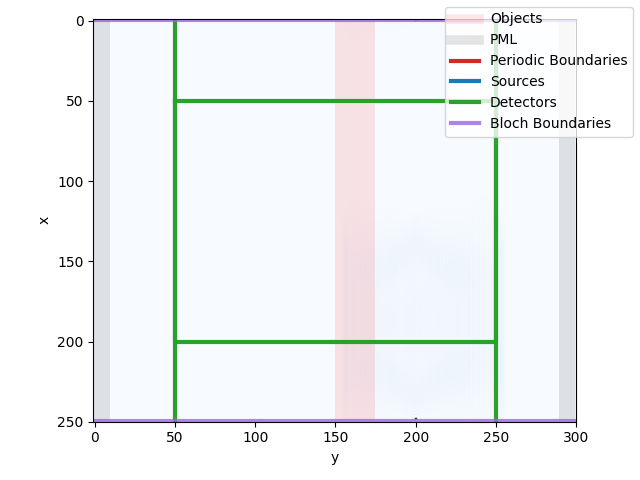 Objects
PML
Periodic Boundaries
Sources
Detectors
Bloch Boundaries
0
50
100
150
200
250
x
0
50
100
150
200
250
300
y